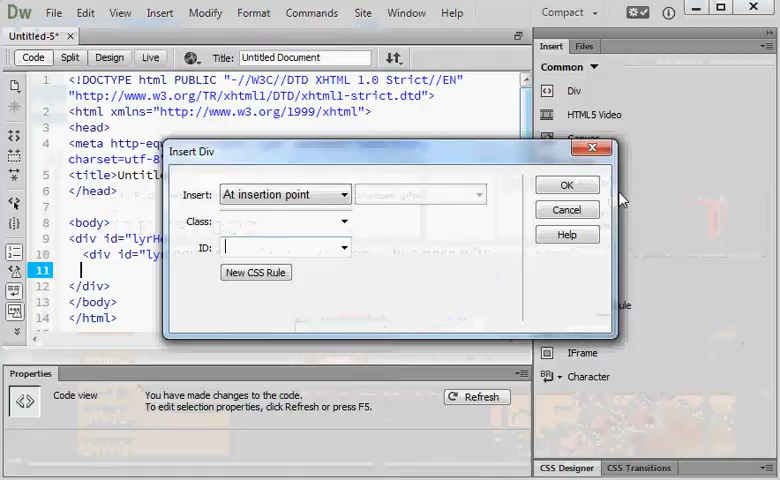 Dw File Edit View Insert Modify Format Commands Site Window Help Compact
Untitled-5* ×
Code Split Design Live Title: Untitled Document
Insert Files
Common
Div
HTML5 Video
1 <!DOCTYPE html PUBLIC "-//W3C//DTD XHTML 1.0 Strict//EN"
"http://www.w3.org/TR/xhtml1/DTD/xhtml1-strict.dtd">
2 <html xmlns="http://www.w3.org/1999/xhtml">
3 <head>
4 <meta http-eq
charset=utf-8
5 <title>Untitl
6 </head>
7
8 <body>
9 <div id="lyrHe
10 <div id="lyr
11
12 </div>
13 </body>
14 </html>
Insert Div
Insert: At insertion point
Class:
ID:
New CSS Rule
OK
Cancel
Help
IFrame
BR Character
Properties
Code view You have made changes to the code.
To edit selection properties, click Refresh or press F5.
Refresh
CSS Designer CSS Transitions